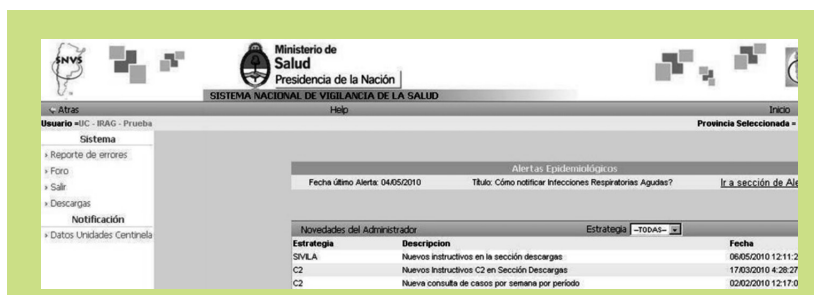 SNVS
Ministerio de
Salud
Presidencia de la Nación
SISTEMA NACIONAL DE VIGILANCIA DE LA SALUD
Atras Help Inicio
Usuario =UC - IRAG - Prueba Provincia Seleccionada =
Sistema
Reporte de errores
Foro
Salir
Descargas
Notificación
Datos Unidades Centinela
Alertas Epidemiológicos
Fecha último Alerta: 04/05/2010 Título: Cómo notificar Infecciones Respiratorias Agudas? Ir a sección de Ale
Novedades del Administrador Estrategia --TODAS--
Estrategia Descripcion Fecha
SIVILA Nuevos instructivos en la sección descargas 06/05/2010 12:11:2
C2 Nuevos Instructivos C2 en Sección Descargas 17/03/2010 4:28:27
C2 Nueva consulta de casos por semana por período 02/02/2010 12:17:0